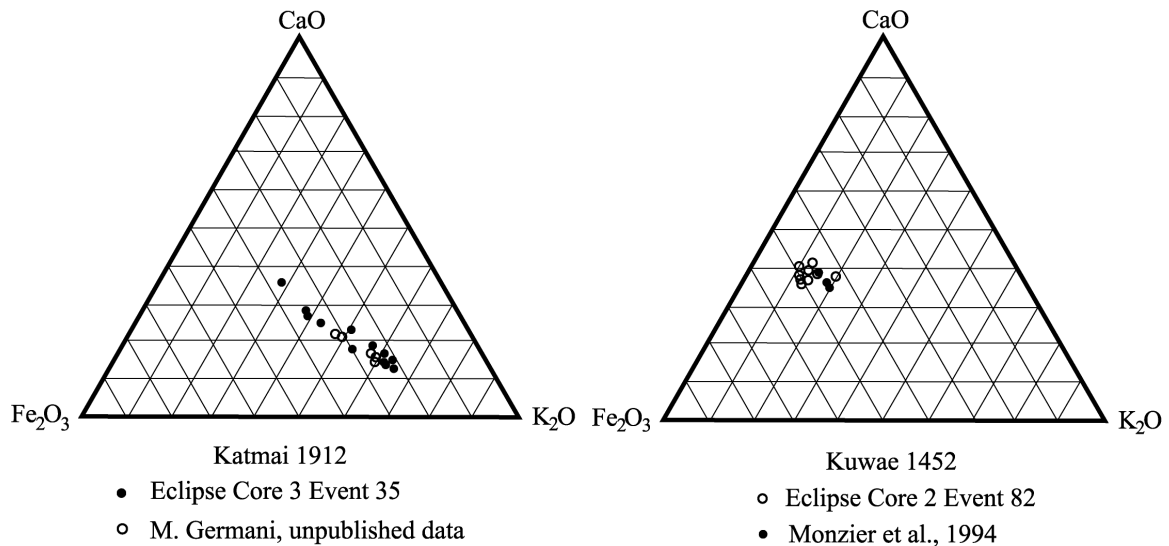 CaO
Fe₂O₃
K₂O
Katmai 1912
Eclipse Core 3 Event 35
M. Germani, unpublished data
CaO
Fe₂O₃
K₂O
Kuwae 1452
Eclipse Core 2 Event 82
Monzier et al., 1994